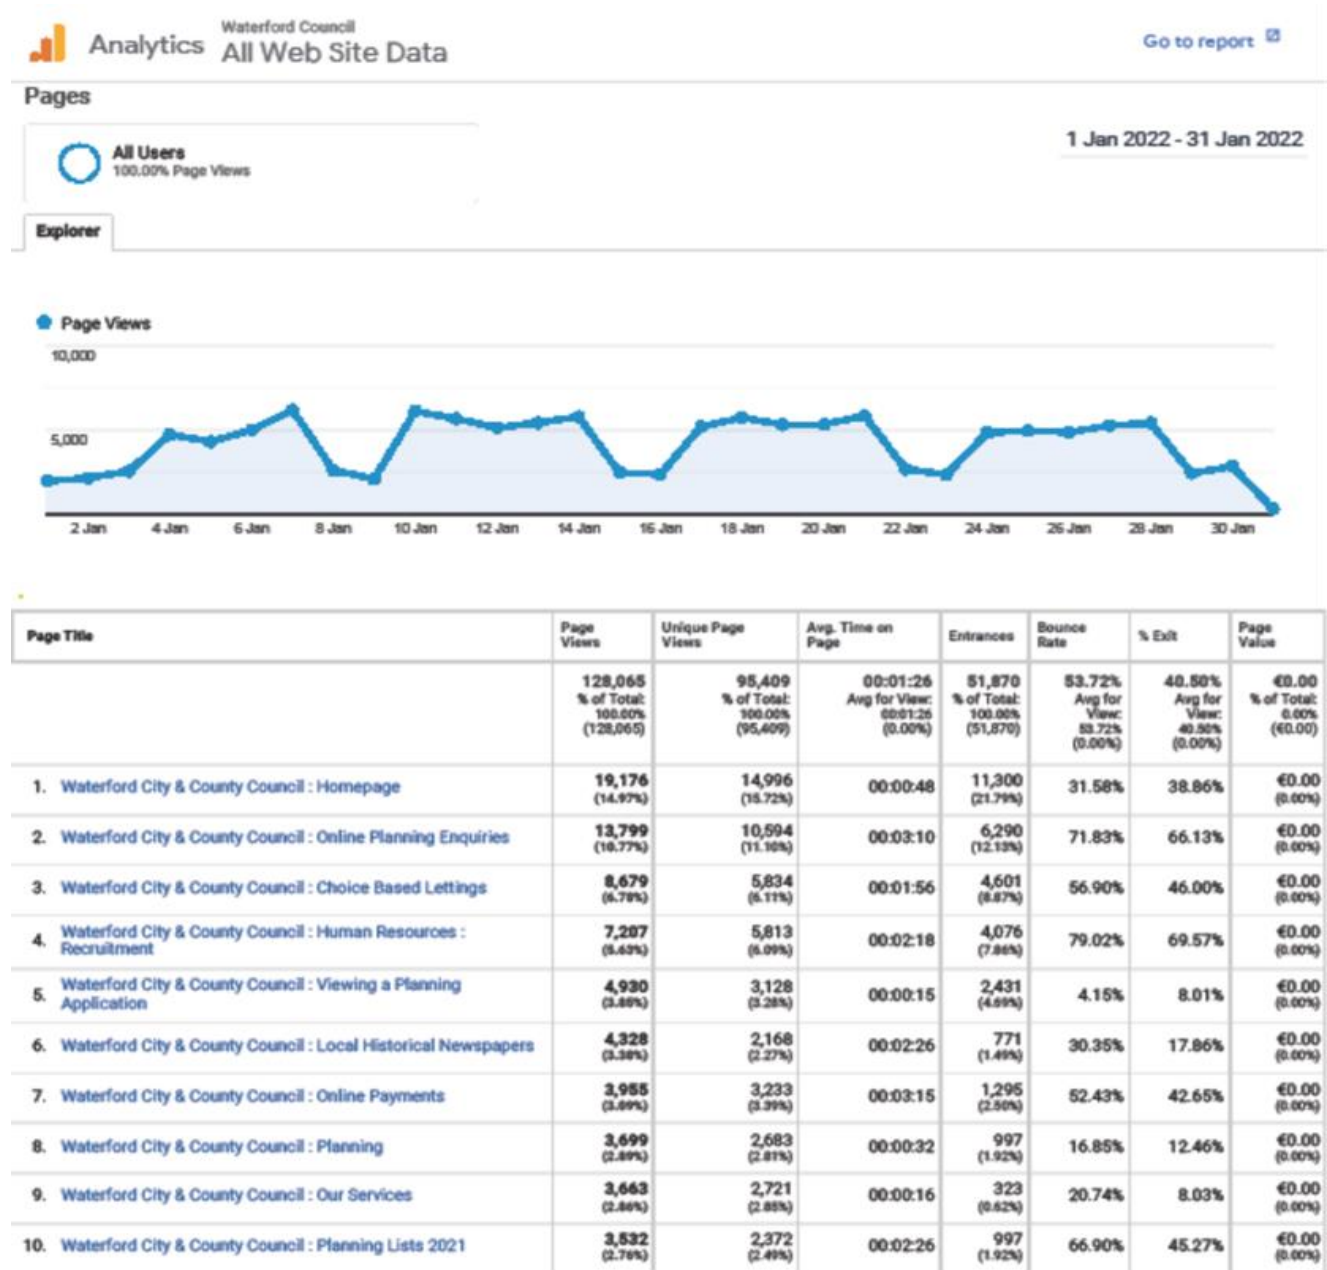 Analytics
Waterford Council
All Web Site Data
Go to report
Pages
All Users
100.00% Page Views
1 Jan 2022 - 31 Jan 2022
Explorer
Page Views
10,000
5,000
2 Jan 4 Jan 6 Jan 8 Jan 10 Jan 12 Jan 14 Jan 16 Jan 18 Jan 20 Jan 22 Jan 24 Jan 26 Jan 28 Jan 30 Jan
Page Title Page Views Unique Page Views Avg. Time on Page Entrances Bounce Rate % Exit Page Value
128,065 95,409 00:01:26 51,870 53.72% 40.50% €0.00
% of Total: 100.00% (128,065) % of Total: 100.00% (95,409) Avg for View: 00:01:26 (0.00%) % of Total: 100.00% (51,870) Avg for View: 53.72% (0.00%) Avg for View: 40.50% (0.00%) % of Total: 0.00% (€0.00)
1. Waterford City & County Council : Homepage 19,176 14,996 00:00:48 11,300 31.58% 38.86% €0.00
(14.97%) (15.72%) (21.79%) (0.00%)
2. Waterford City & County Council : Online Planning Enquiries 13,799 10,594 00:03:10 6,290 71.83% 66.13% €0.00
(10.77%) (11.10%) (12.13%) (0.00%)
3. Waterford City & County Council : Choice Based Lettings 8,679 5,834 00:01:56 4,601 56.90% 46.00% €0.00
(6.78%) (6.11%) (8.87%) (0.00%)
4. Waterford City & County Council : Human Resources : Recruitment 7,207 5,813 00:02:18 4,076 79.02% 69.57% €0.00
(5.63%) (6.09%) (7.86%) (0.00%)
5. Waterford City & County Council : Viewing a Planning Application 4,930 3,128 00:00:15 2,431 4.15% 8.01% €0.00
(3.85%) (3.28%) (4.69%) (0.00%)
6. Waterford City & County Council : Local Historical Newspapers 4,328 2,168 00:02:26 771 30.35% 17.86% €0.00
(3.38%) (2.27%) (1.49%) (0.00%)
7. Waterford City & County Council : Online Payments 3,955 3,233 00:03:15 1,295 52.43% 42.65% €0.00
(3.09%) (3.39%) (2.50%) (0.00%)
8. Waterford City & County Council : Planning 3,699 2,683 00:00:32 997 16.85% 12.46% €0.00
(2.89%) (2.81%) (1.92%) (0.00%)
9. Waterford City & County Council : Our Services 3,663 2,721 00:00:16 323 20.74% 8.03% €0.00
(2.86%) (2.85%) (0.62%) (0.00%)
10. Waterford City & County Council : Planning Lists 2021 3,532 2,372 00:02:26 997 66.90% 45.27% €0.00
(2.76%) (2.49%) (1.92%) (0.00%)